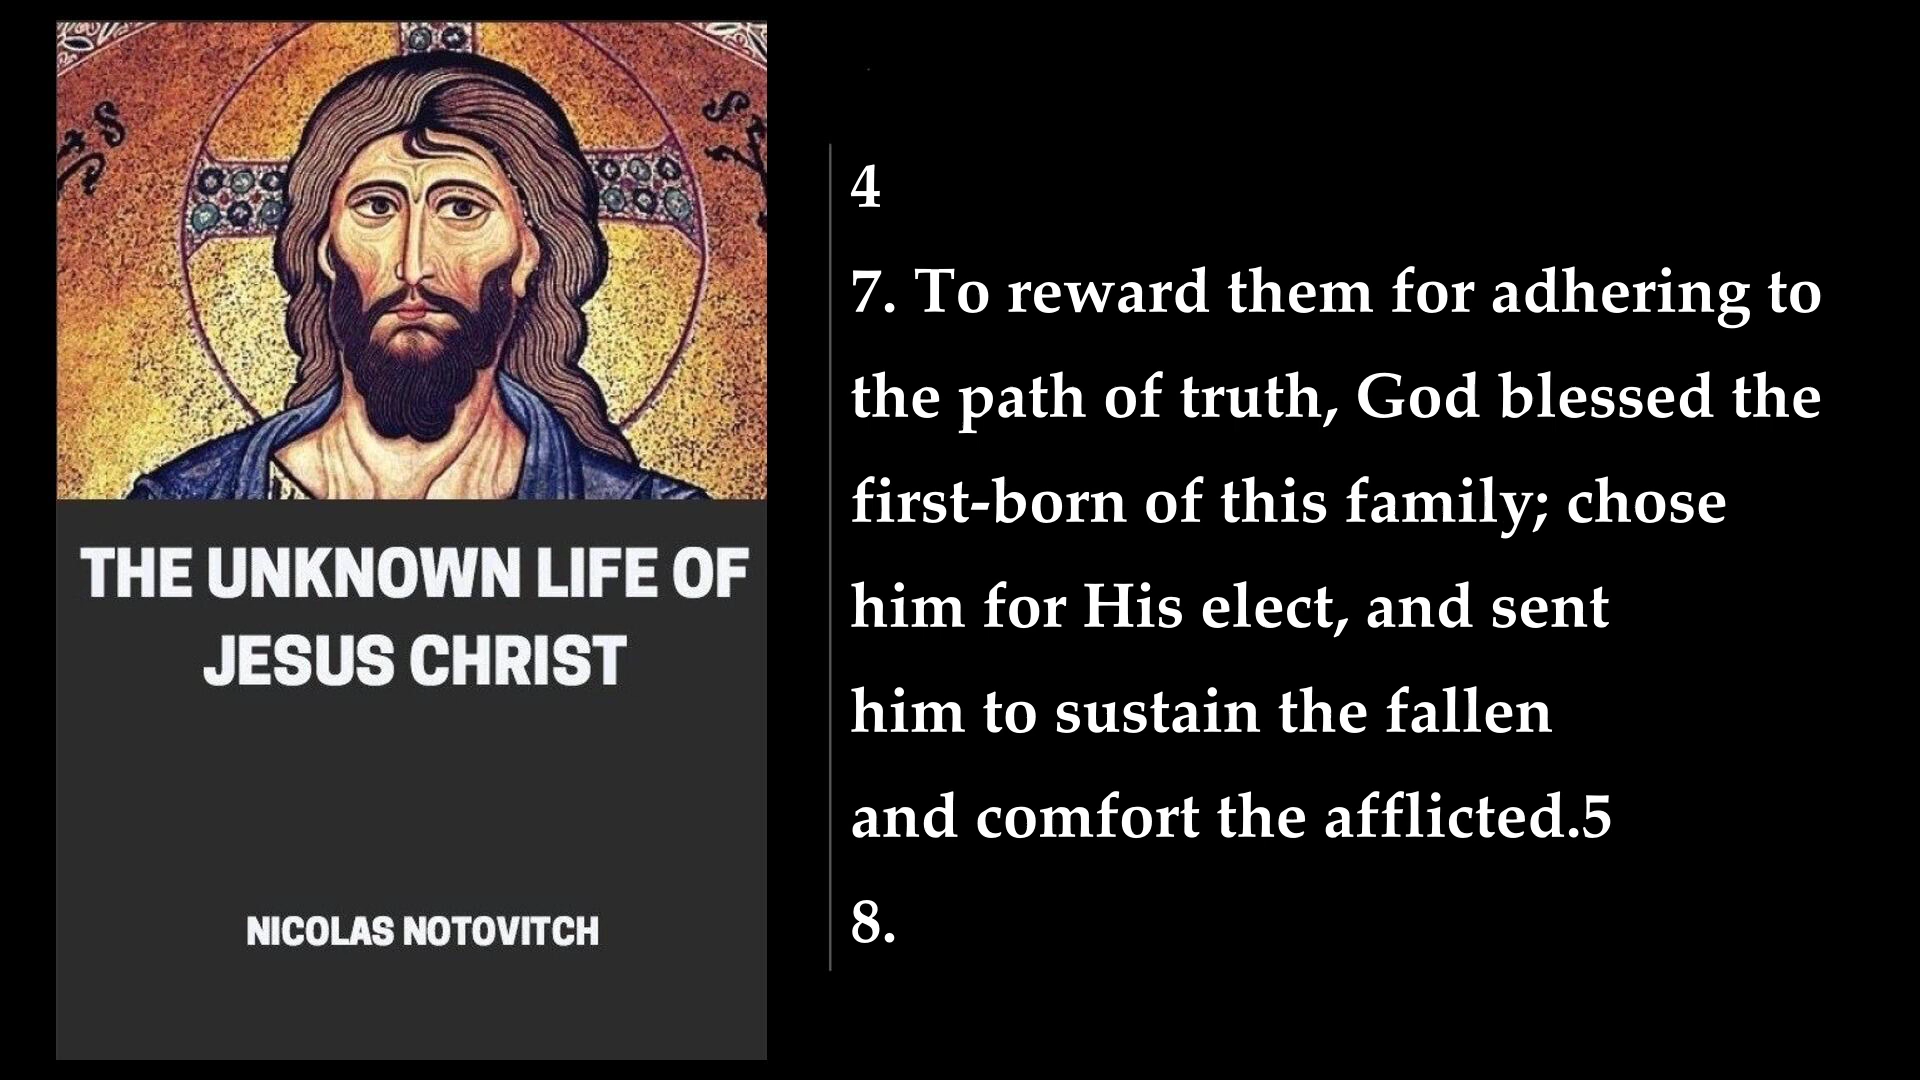 THE UNKNOWN LIFE OF
JESUS CHRIST
NICOLAS NOTOVITCH
4
7. To reward them for adhering to
the path of truth, God blessed the
first-born of this family; chose
him for His elect, and sent
him to sustain the fallen
and comfort the afflicted.5
8.